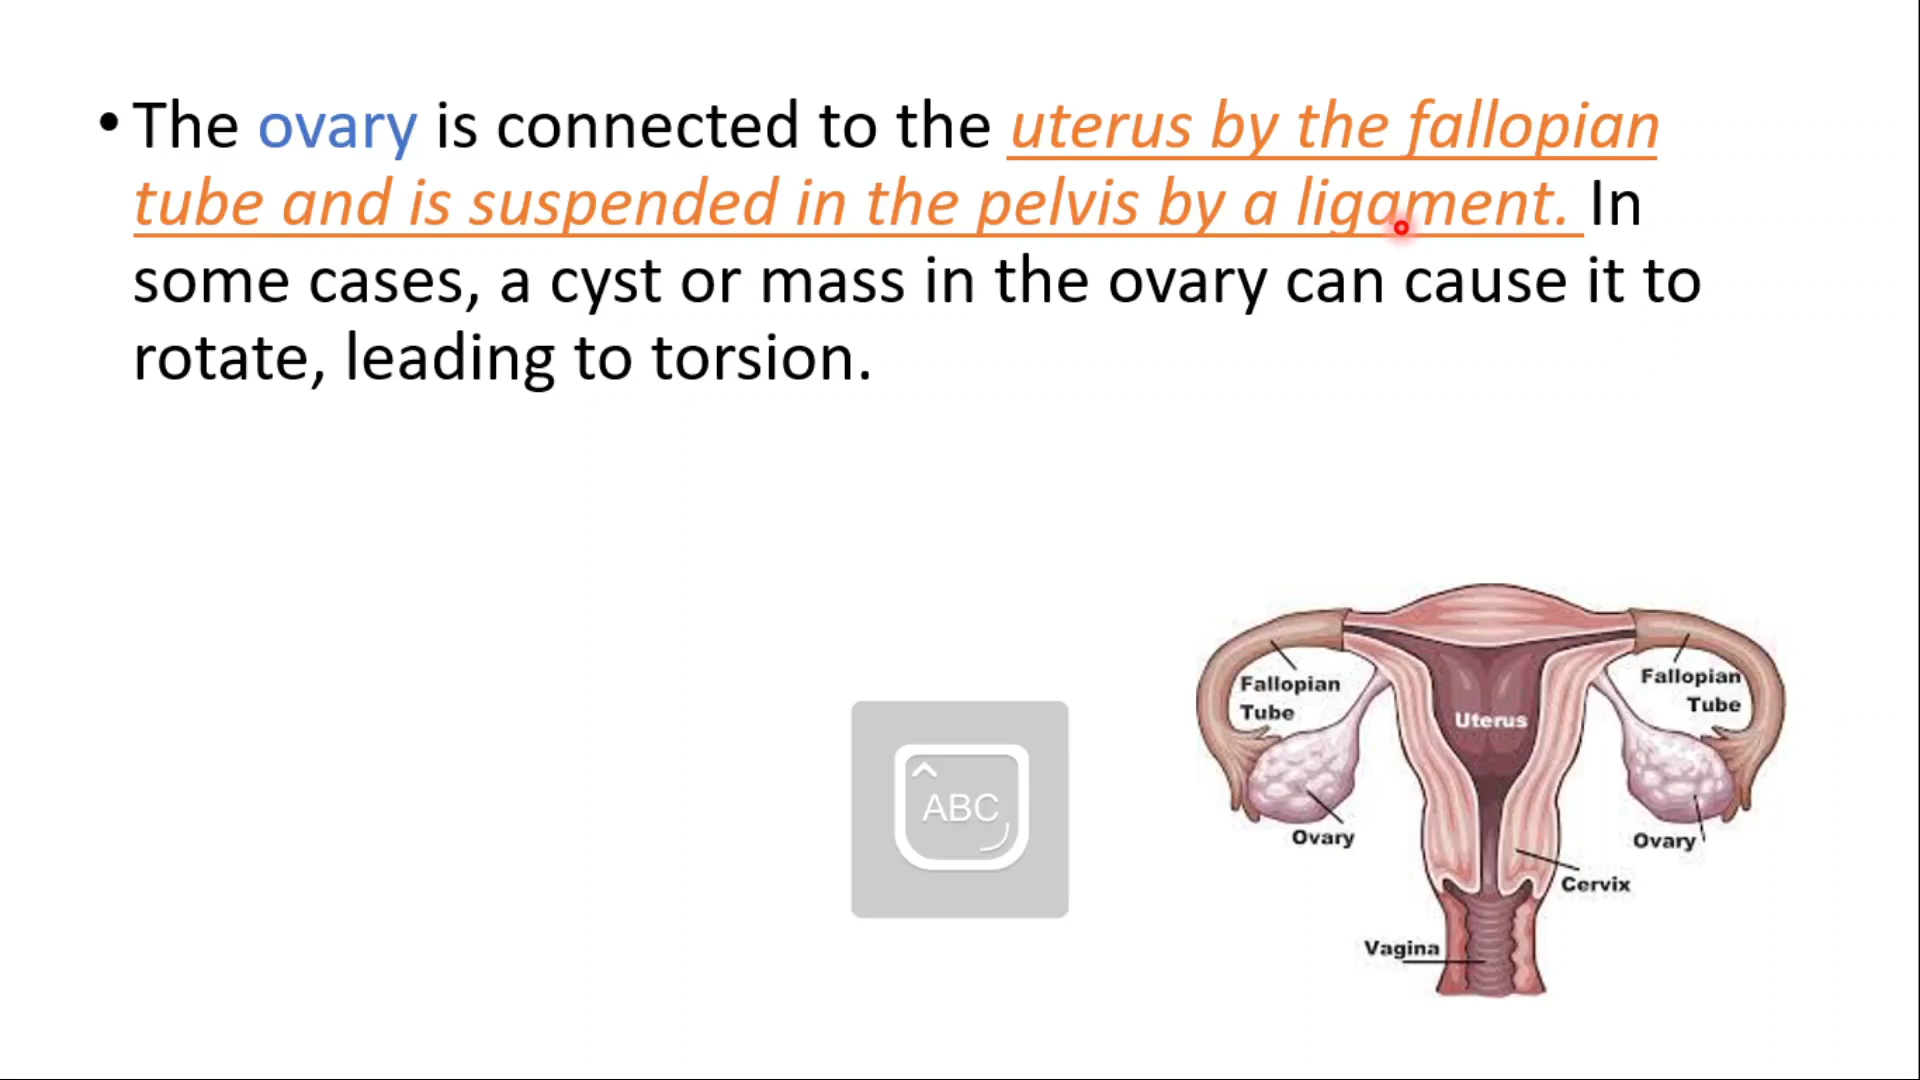 • The ovary is connected to the uterus by the fallopian
tube and is suspended in the pelvis by a ligament. In
some cases, a cyst or mass in the ovary can cause it to
rotate, leading to torsion.
Fallopian
Tube
Fallopian
Tube
Uterus
ABC
Ovary
Ovary
Cervix
Vagina